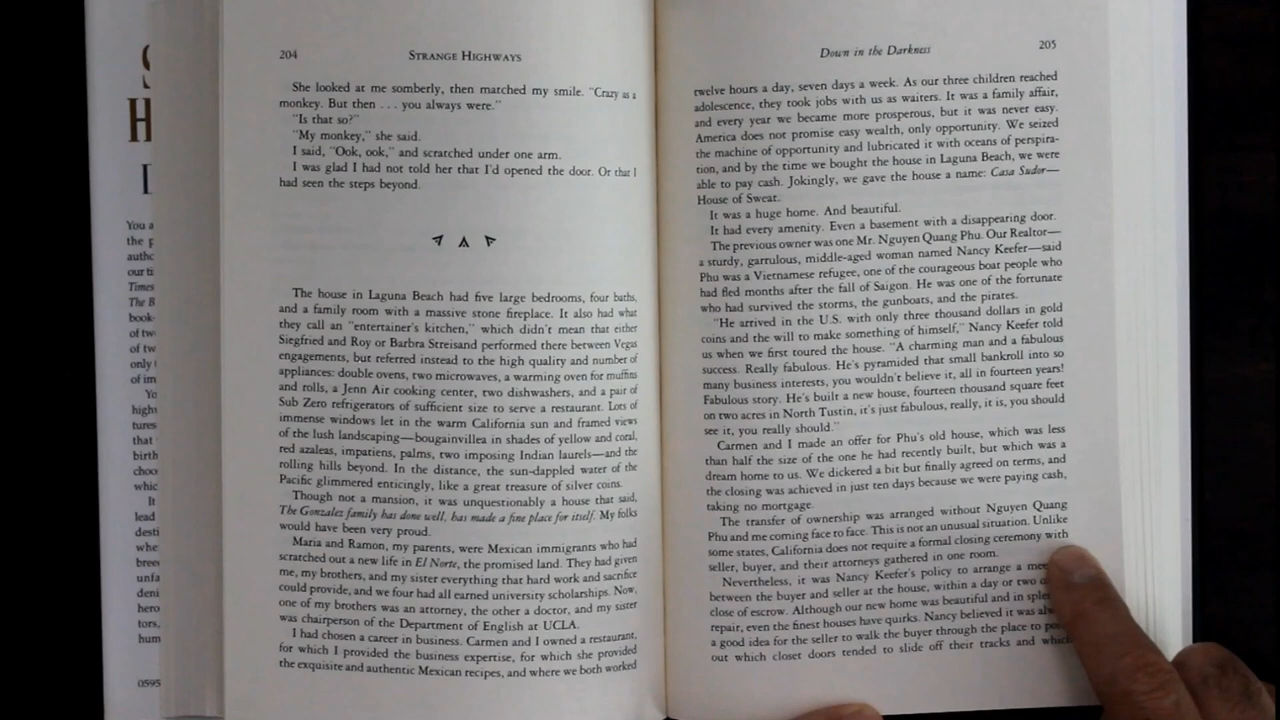 204
STRANGE HIGHWAYS
She looked at me somberly, then matched my smile. "Crazy as a
monkey. But then . . . you always were."
"Is that so?"
"My monkey," she said.
I said, "Ook, ook," and scratched under one arm.
I was glad I had not told her that I'd opened the door. Or that I
had seen the steps beyond.
The house in Laguna Beach had five large bedrooms, four baths,
and a family room with a massive stone fireplace. It also had what
they call an "entertainer's kitchen," which didn't mean that either
Siegfried and Roy or Barbra Streisand performed there between Vegas
engagements, but referred instead to the high quality and number of
appliances: double ovens, two microwaves, a warming oven for muffins
and rolls, a Jenn Air cooking center, two dishwashers, and a pair of
Sub Zero refrigerators of sufficient size to serve a restaurant. Lots of
immense windows let in the warm California sun and framed views
of the lush landscaping—bougainvillea in shades of yellow and coral,
red azaleas, impatiens, palms, two imposing Indian laurels—and the
rolling hills beyond. In the distance, the sun-dappled water of the
Pacific glimmered enticingly, like a great treasure of silver coins.
Though not a mansion, it was unquestionably a house that said,
The Gonzalez family has done well, has made a fine place for itself. My folks
would have been very proud.
Maria and Ramon, my parents, were Mexican immigrants who had
scratched out a new life in El Norte, the promised land. They had given
me, my brothers, and my sister everything that hard work and sacrifice
could provide, and we four had all earned university scholarships. Now,
one of my brothers was an attorney, the other a doctor, and my sister
was chairperson of the Department of English at UCLA.
I had chosen a career in business. Carmen and I owned a restaurant,
for which I provided the business expertise, for which she provided
the exquisite and authentic Mexican recipes, and where we both worked
Down in the Darkness
205
twelve hours a day, seven days a week. As our three children reached
adolescence, they took jobs with us as waiters. It was a family affair,
and every year we became more prosperous, but it was never easy.
America does not promise easy wealth, only opportunity. We seized
the machine of opportunity and lubricated it with oceans of perspira-
tion, and by the time we bought the house in Laguna Beach, we were
able to pay cash. Jokingly, we gave the house a name: Casa Sudor—
House of Sweat.
It was a huge home. And beautiful.
It had every amenity. Even a basement with a disappearing door.
The previous owner was one Mr. Nguyen Quang Phu. Our Realtor—
a sturdy, garrulous, middle-aged woman named Nancy Keefer—said
Phu was a Vietnamese refugee, one of the courageous boat people who
had fled months after the fall of Saigon. He was one of the fortunate
who had survived the storms, the gunboats, and the pirates.
"He arrived in the U.S. with only three thousand dollars in gold
coins and the will to make something of himself," Nancy Keefer told
us when we first toured the house. "A charming man and a fabulous
success. Really fabulous. He's pyramided that small bankroll into so
many business interests, you wouldn't believe it, all in fourteen years!
Fabulous story. He's built a new house, fourteen thousand square feet
on two acres in North Tustin, it's just fabulous, really, it is, you should
see it, you really should."
Carmen and I made an offer for Phu's old house, which was less
than half the size of the one he had recently built, but which was a
dream home to us. We dickered a bit but finally agreed on terms, and
the closing was achieved in just ten days because we were paying cash,
taking no mortgage.
The transfer of ownership was arranged without Nguyen Quang
Phu and me coming face to face. This is not an unusual situation. Unlike
some states, California does not require a formal closing ceremony with
seller, buyer, and their attorneys gathered in one room.
Nevertheless, it was Nancy Keefer's policy to arrange a
between the buyer and seller at the house, within a day or two
close of escrow. Although our new home was beautiful and in
repair, even the finest houses have quirks. Nancy believed it was
a good idea for the seller to walk the buyer through the place to
out which closet doors tended to slide off their tracks and which
You a
the p
autho
our ti
Times
The B
book-
of tw
of tw
only
of im
Yo
high
tures
that
birth
choo
whic
It
lead
desti
whe
bree
unfa
deni
hero
tors,
hum
0595